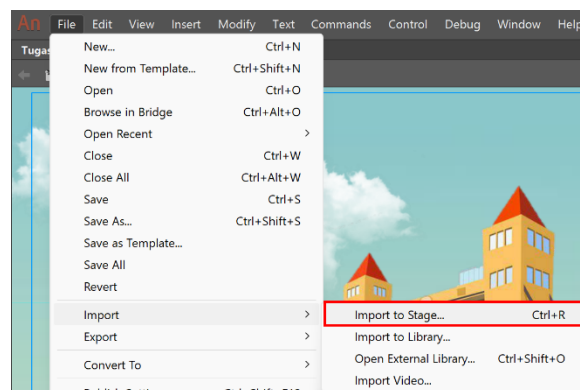 An File Edit View Insert Modify Text Commands Control Debug Window Help
Tugas
New... Ctrl+N
New from Template... Ctrl+Shift+N
Open Ctrl+O
Browse in Bridge Ctrl+Alt+O
Open Recent >
Close Ctrl+W
Close All Ctrl+Alt+W
Save Ctrl+S
Save As... Ctrl+Shift+S
Save as Template...
Save All
Revert
Import >
Export >
Convert To >
Import to Stage... Ctrl+R
Import to Library...
Open External Library... Ctrl+Shift+O
Import Video...